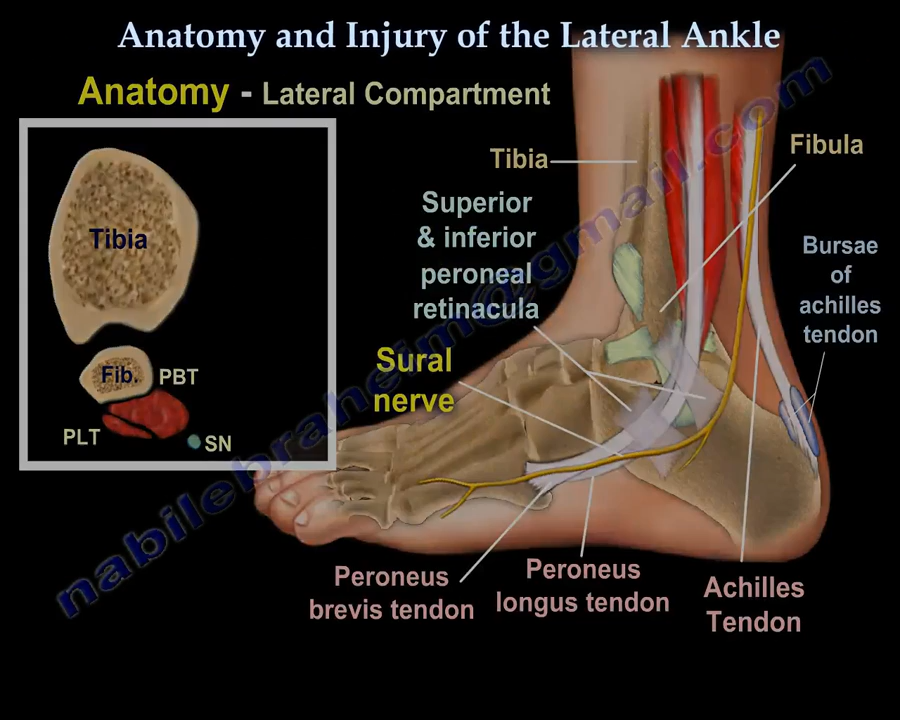 Anatomy and Injury of the Lateral Ankle
Anatomy - Lateral Compartment
Tibia
Fib.
PBT
PLT
SN
Tibia
Fibula
Superior
& inferior
peroneal
retinacula
Bursae
of
achilles
tendon
Sural
nerve
Peroneus
brevis tendon
Peroneus
longus tendon
Achilles
Tendon
nabilebraheim@gmail.com